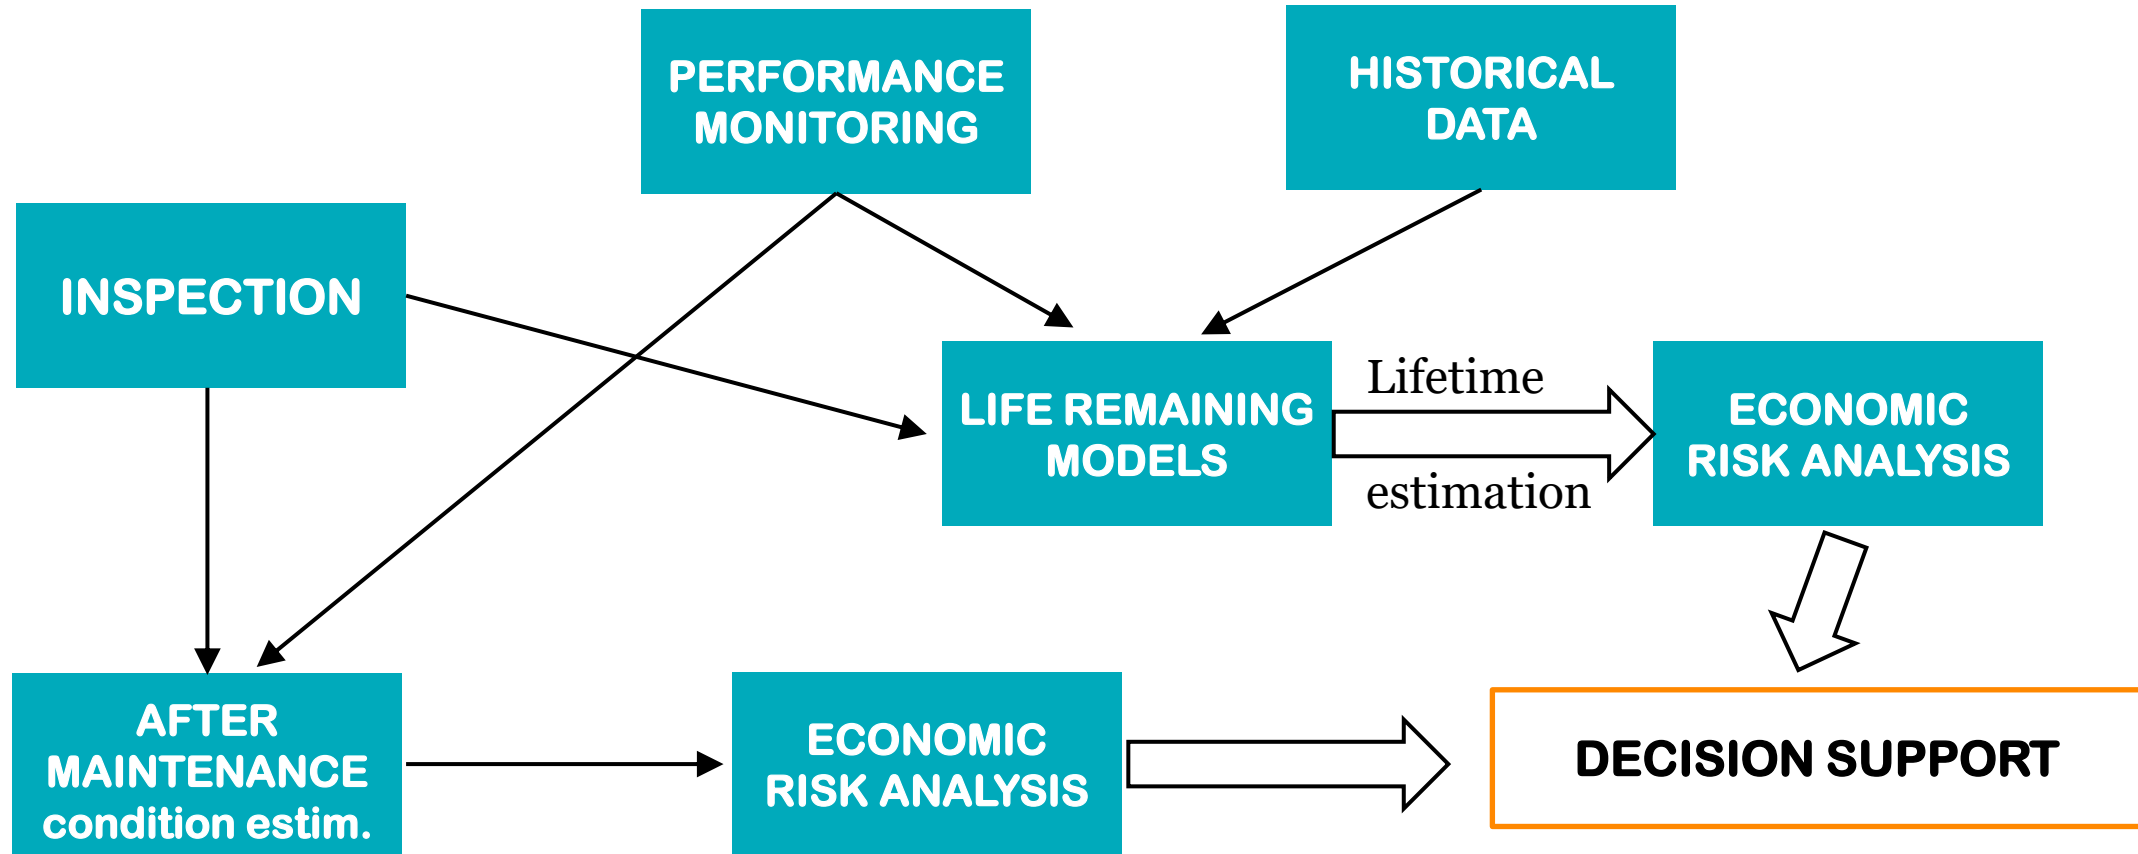 PERFORMANCE
MONITORING
HISTORICAL
DATA
INSPECTION
LIFE REMAINING
MODELS
Lifetime
estimation
ECONOMIC
RISK ANALYSIS
AFTER
MAINTENANCE
condition estim.
ECONOMIC
RISK ANALYSIS
DECISION SUPPORT